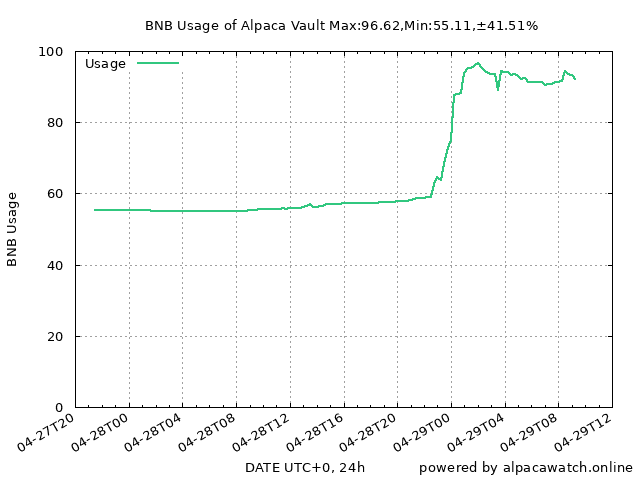 BNB Usage of Alpaca Vault Max:96.62,Min:55.11,±41.51%
Usage
100
80
60
40
20
0
BNB Usage
04-27T20
04-28T00
04-28T04
04-28T08
04-28T12
04-28T16
04-28T20
04-29T00
04-29T04
04-29T08
04-29T12
DATE UTC+0, 24h
powered by alpacawatch.online